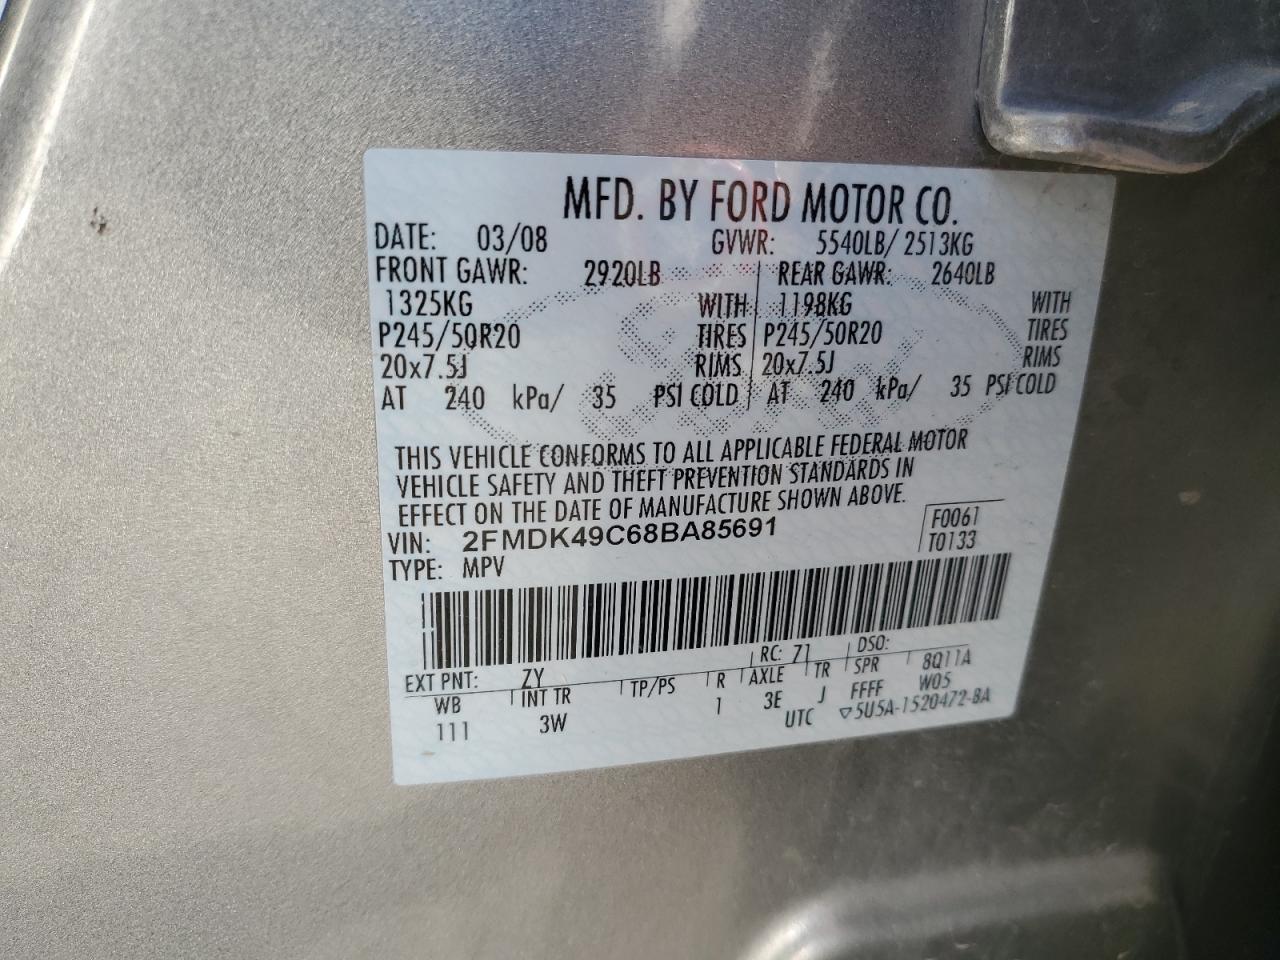 MFD. BY FORD MOTOR CO.
DATE: 03/08 GVWR: 5540LB/ 2513KG
FRONT GAWR: 2920LB REAR GAWR: 2640LB
1325KG WITH 1198KG WITH
P245/50R20 TIRES P245/50R20 TIRES
20x7.5J RIMS 20x7.5J RIMS
AT 240 kPa/ 35 PSI COLD AT 240 kPa/ 35 PSI COLD
THIS VEHICLE CONFORMS TO ALL APPLICABLE FEDERAL MOTOR
VEHICLE SAFETY AND THEFT PREVENTION STANDARDS IN
EFFECT ON THE DATE OF MANUFACTURE SHOWN ABOVE.
VIN: 2FMDK49C68BA85691
F0061
T0133
TYPE: MPV
EXT PNT: ZY RC: 71 DSO:
WB INT TR TP/PS R AXLE TR SPR 8Q11A
111 3W 1 3E J FFFF W05
UTC ▽5U5A-1520472-BA